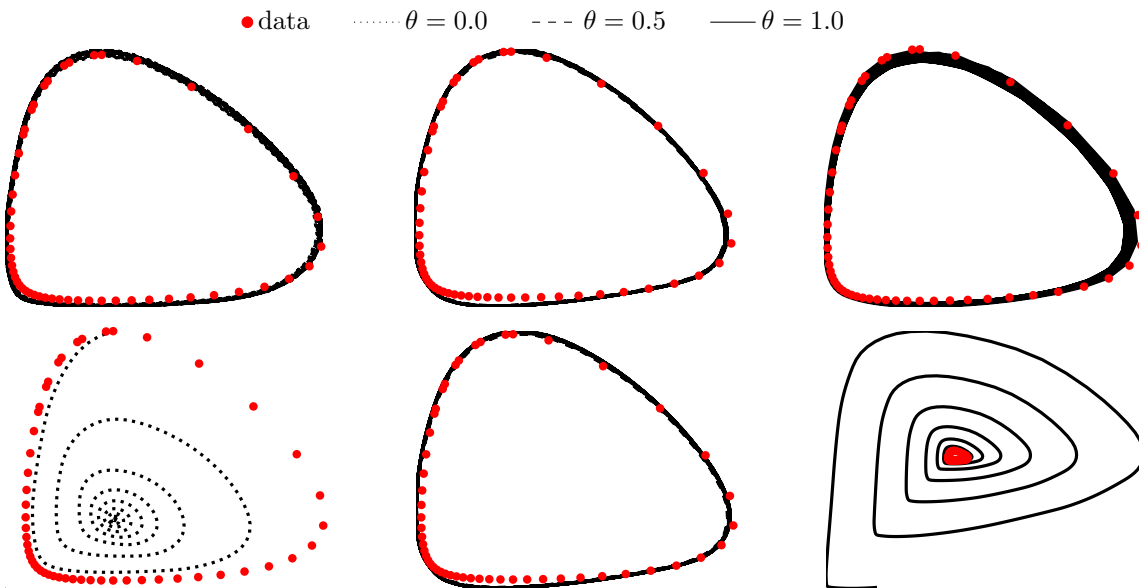 data θ = 0.0 θ = 0.5 θ = 1.0